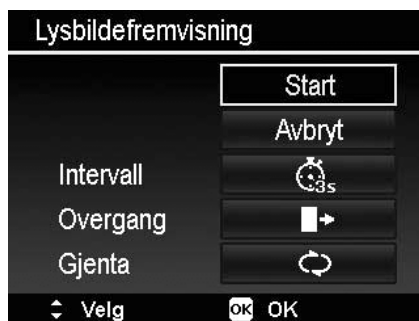 Lysbildefremvisning
Start
Avbryt
Intervall 3s
Overgang
Gjenta
Velg OK OK